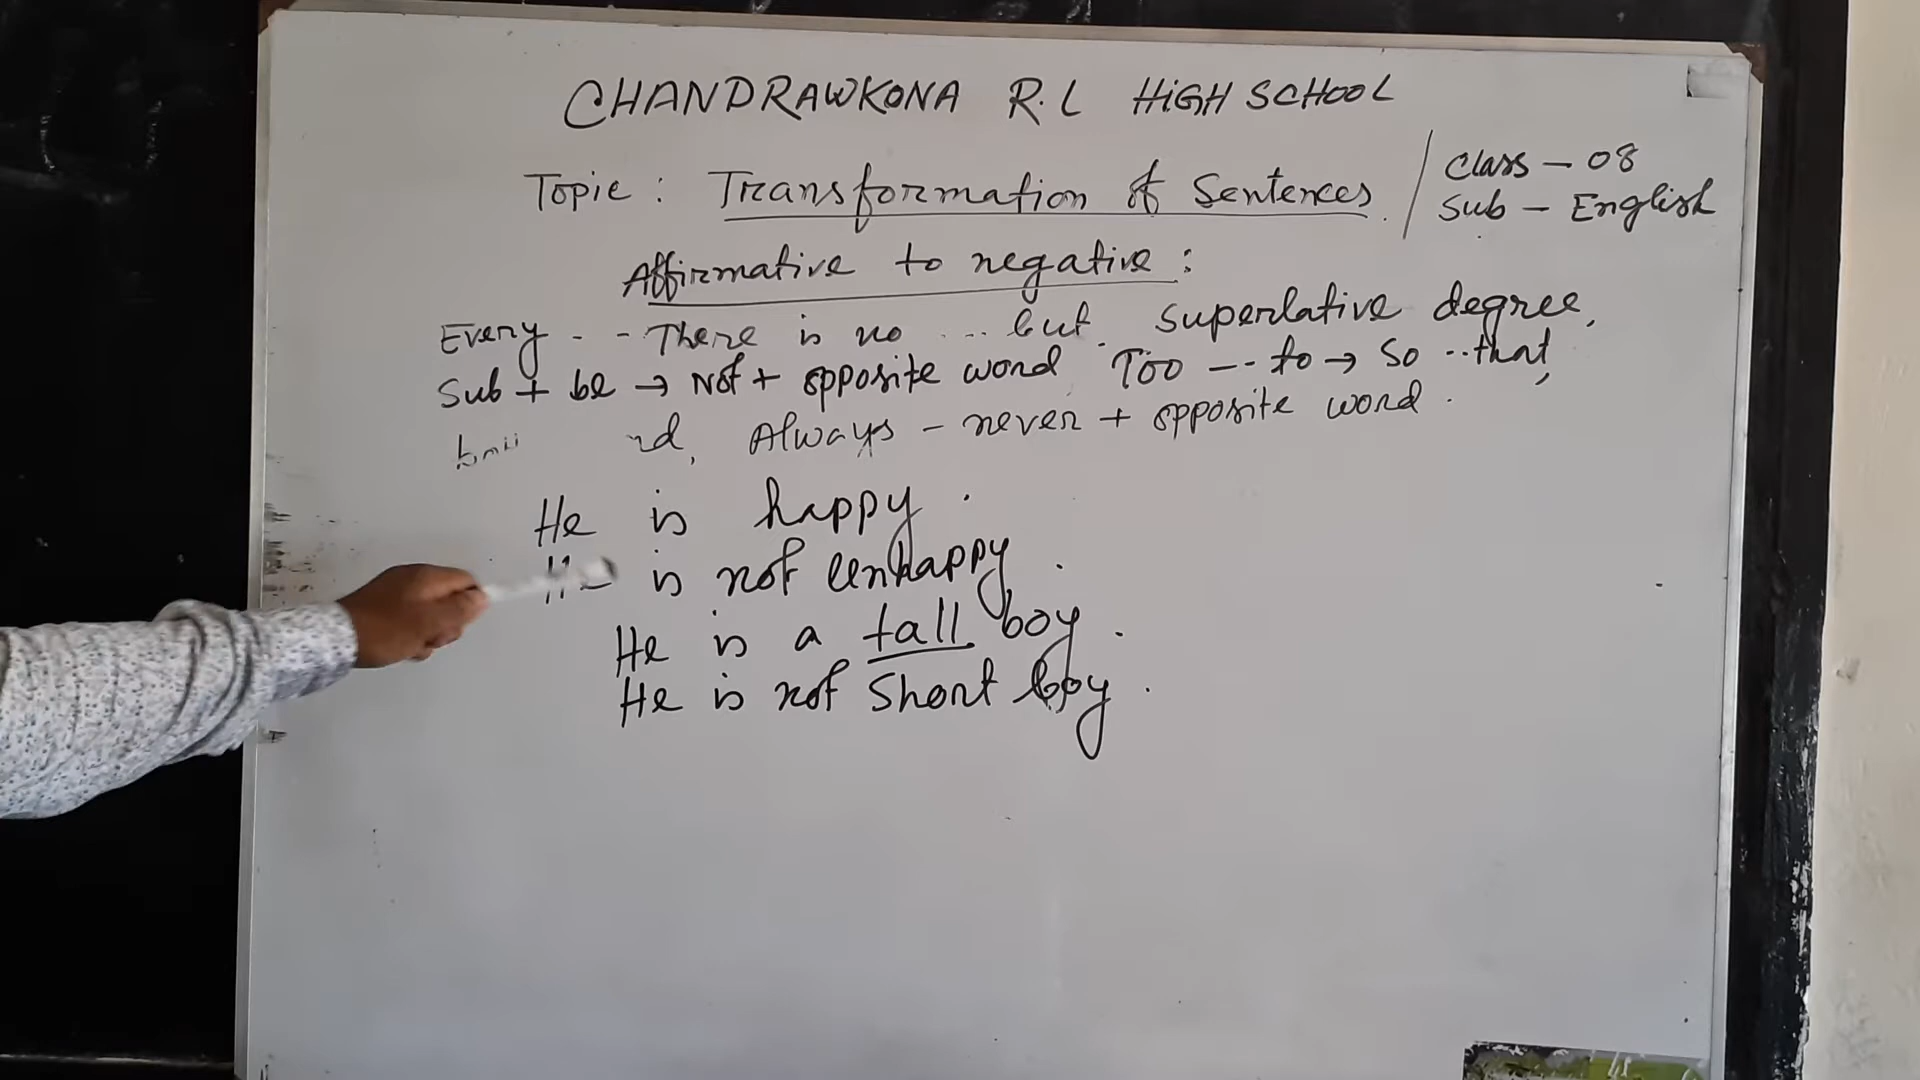 CHANDRAWKONA R.L HIGH SCHOOL
Topic : Transformation of Sentences.
Class - 08
Sub - English
Affirmative to negative :
Every - - There is no ... but. Superlative degree,
Sub + be → Not + opposite word Too --- to → So ..that,
Always - never + opposite word.
He is happy.
He is not unhappy.
He is a tall boy.
He is not short boy.